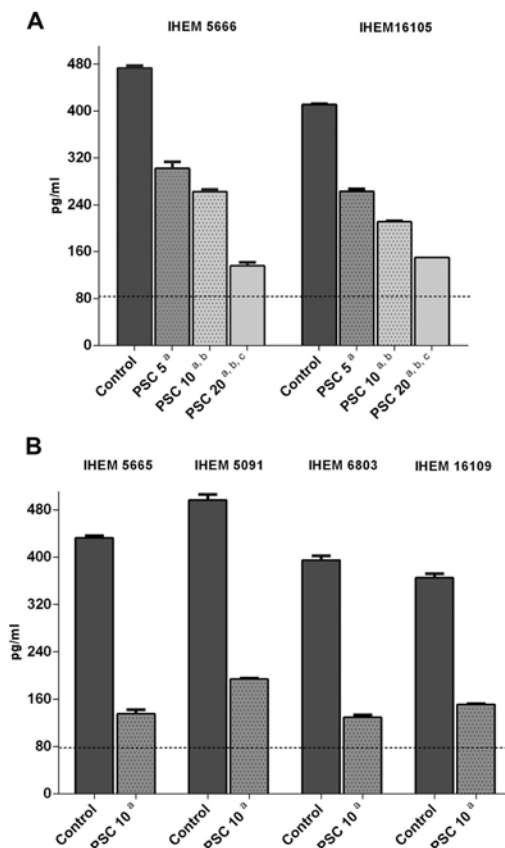 A
IHEM 5666 IHEM16105
480
400
320
240
160
80
0
pg/ml
Control PSC 5 a PSC 10 a, b PSC 20 a, b, c Control PSC 5 a PSC 10 a, b PSC 20 a, b, c
B
IHEM 5665 IHEM 5091 IHEM 6803 IHEM 16109
480
400
320
240
160
80
0
pg/ml
Control PSC 10 a Control PSC 10 a Control PSC 10 a Control PSC 10 a